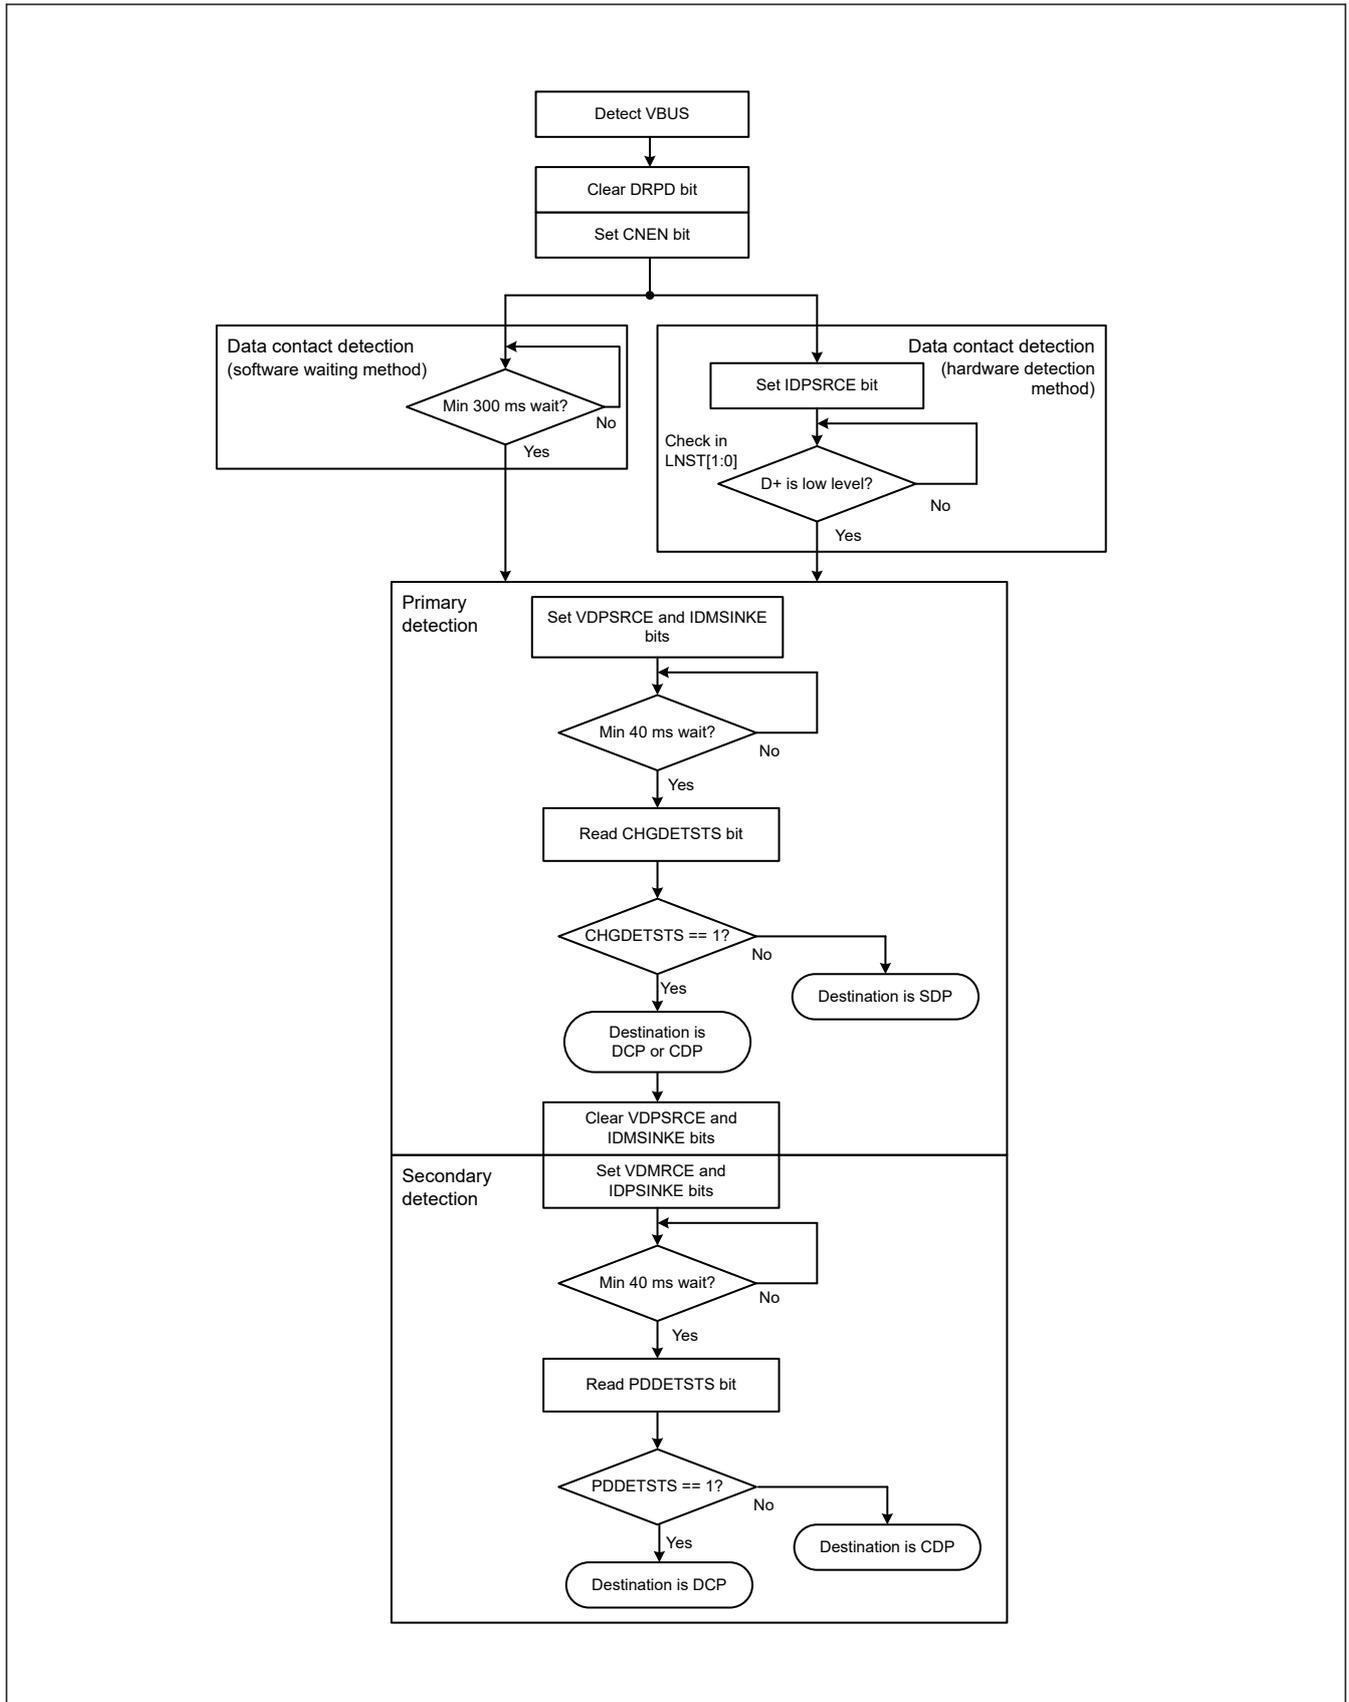 Detect VBUS
Clear DRPD bit
Set CNEN bit
Data contact detection
(software waiting method)
Min 300 ms wait?
No
Yes
Data contact detection
(hardware detection
method)
Set IDPSRCE bit
Check in
LNST[1:0]
D+ is low level?
No
Yes
Primary
detection
Set VDPSRCE and IDMSINKE
bits
Min 40 ms wait?
No
Yes
Read CHGDETSTS bit
CHGDETSTS == 1?
No
Yes
Destination is SDP
Destination is
DCP or CDP
Clear VDPSRCE and
IDMSINKE bits
Secondary
detection
Set VDMRCE and
IDPSINKE bits
Min 40 ms wait?
No
Yes
Read PDDETSTS bit
PDDETSTS == 1?
No
Yes
Destination is CDP
Destination is DCP